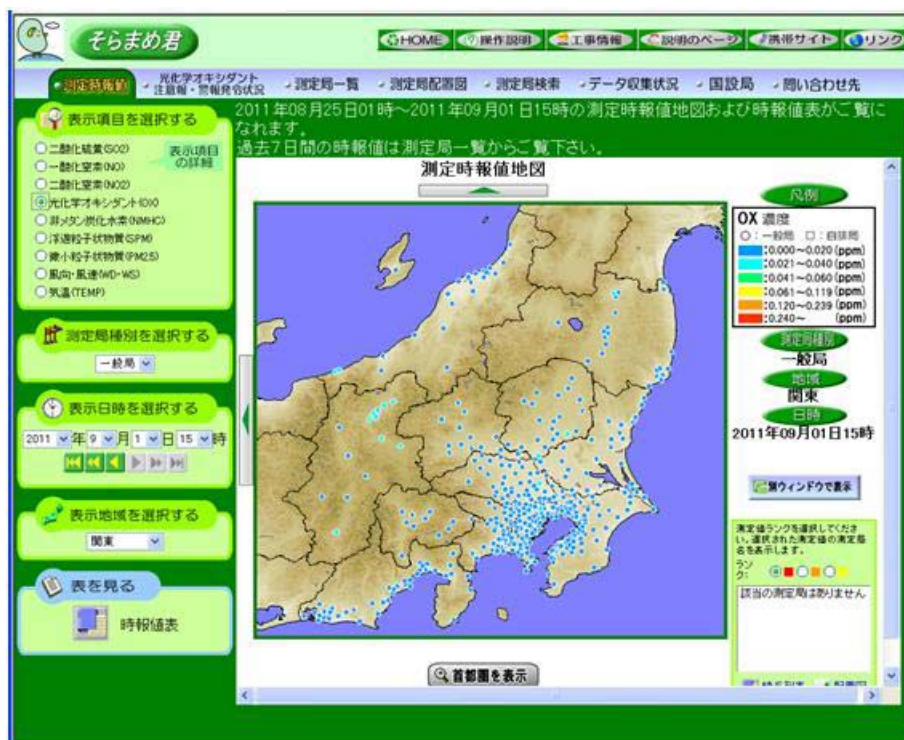 そらまめ君
HOME
操作説明
工事情報
説明のページ
携帯サイト
リンク
測定時報値
光化学オキシダント
注意報・警報発令状況
測定局一覧
測定局配置図
測定局検索
データ収集状況
国設局
問い合わせ先
表示項目を選択する
二酸化硫黄(SO2)
一酸化窒素(NO)
二酸化窒素(NO2)
光化学オキシダント(OX)
非メタン炭化水素(NMHC)
浮遊粒子状物質(SPM)
微小粒子状物質(PM2.5)
風向・風速(WD・WS)
気温(TEMP)
表示項目
の詳細
測定局種別を選択する
一般局
表示日時を選択する
2011 年 9 月 1 日 15 時
表示地域を選択する
関東
表を見る
時報値表
2011年08月25日01時～2011年09月01日15時の測定時報値地図および時報値表がご覧に
なれます。
過去7日間の時報値は測定局一覧からご覧下さい。
測定時報値地図
首都圏を表示
凡例
OX 濃度
○：一般局 □：自排局
:0.000～0.020 (ppm)
:0.021～0.040 (ppm)
:0.041～0.060 (ppm)
:0.061～0.119 (ppm)
:0.120～0.239 (ppm)
:0.240～ (ppm)
測定局種別
一般局
地域
関東
日時
2011年09月01日15時
別ウィンドウで表示
測定値ランクを選択してくださ
い。選択された測定値の測定局
名を表示します。
ラン
ク:
該当の測定局はありません